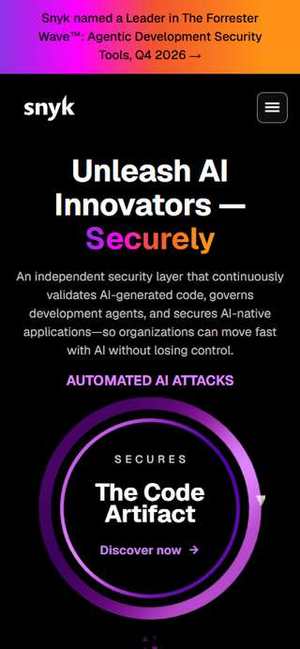 Snyk named a Leader in The Forrester
Wave™: Agentic Development Security
Tools, Q4 2026 →
snyk
Unleash AI
Innovators —
Securely
An independent security layer that continuously
validates AI-generated code, governs
development agents, and secures AI-native
applications—so organizations can move fast
with AI without losing control.
AUTOMATED AI ATTACKS
SECURES
The Code
Artifact
Discover now →